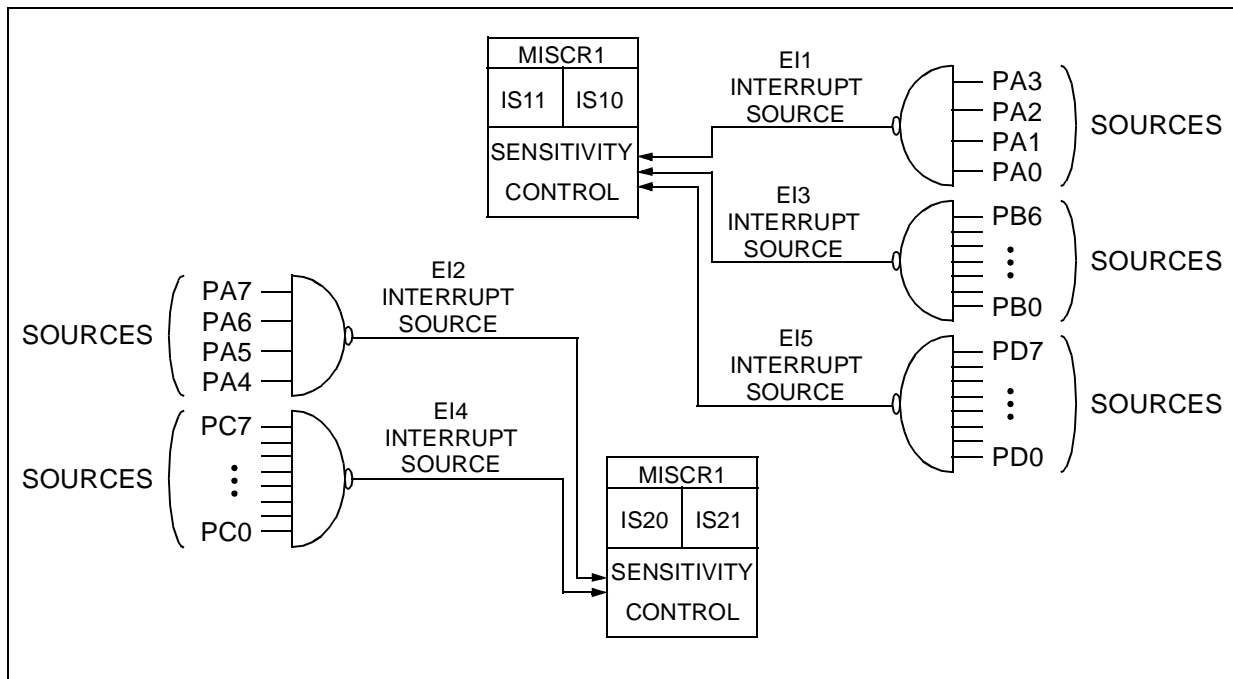 MISCR1
IS11 IS10
SENSITIVITY
CONTROL
EI1
INTERRUPT
SOURCE
PA3
PA2
PA1
PA0
SOURCES
EI3
INTERRUPT
SOURCE
PB6
PB0
SOURCES
EI5
INTERRUPT
SOURCE
PD7
PD0
SOURCES
SOURCES
PA7
PA6
PA5
PA4
EI2
INTERRUPT
SOURCE
SOURCES
PC7
PC0
EI4
INTERRUPT
SOURCE
MISCR1
IS20 IS21
SENSITIVITY
CONTROL